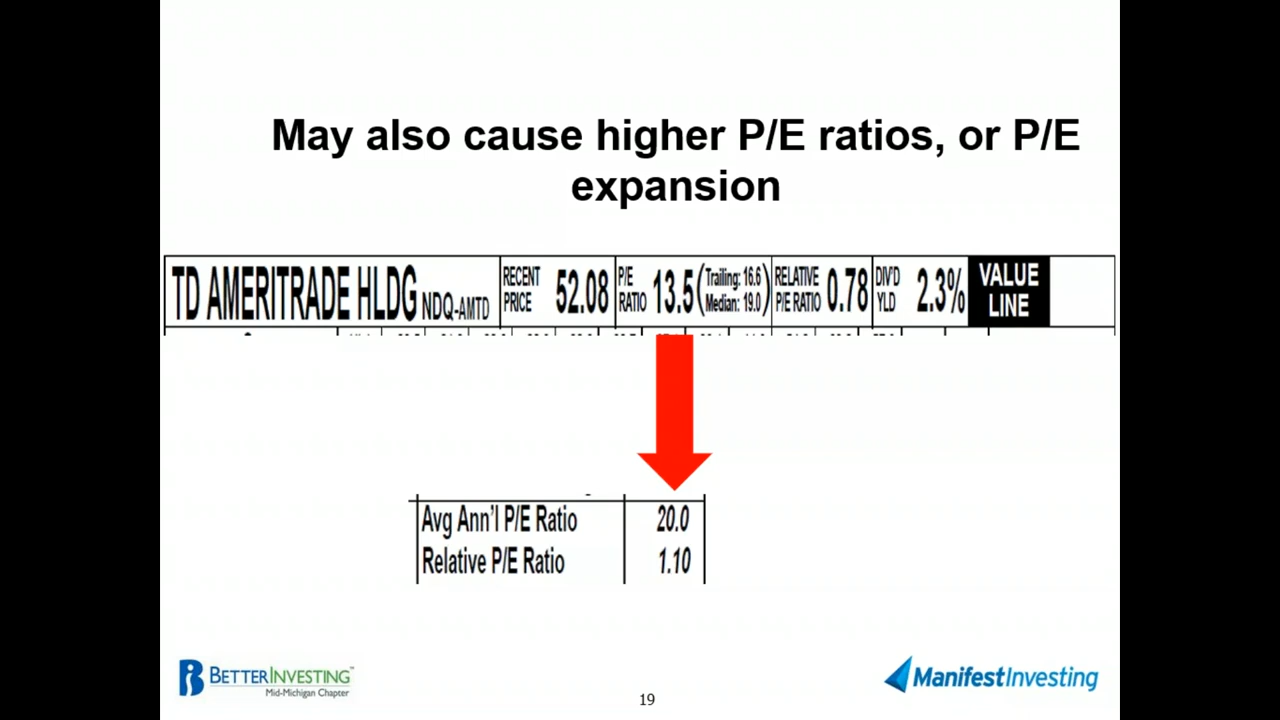 May also cause higher P/E ratios, or P/E
expansion
TD AMERITRADE HLDG NDQ-AMTD RECENT PRICE 52.08 P/E RATIO 13.5 (Trailing: 16.6 Median: 19.0) RELATIVE P/E RATIO 0.78 DIV'D YLD 2.3% VALUE LINE
Avg Ann'l P/E Ratio 20.0
Relative P/E Ratio 1.10
BETTERINVESTING™
Mid-Michigan Chapter
19
ManifestInvesting